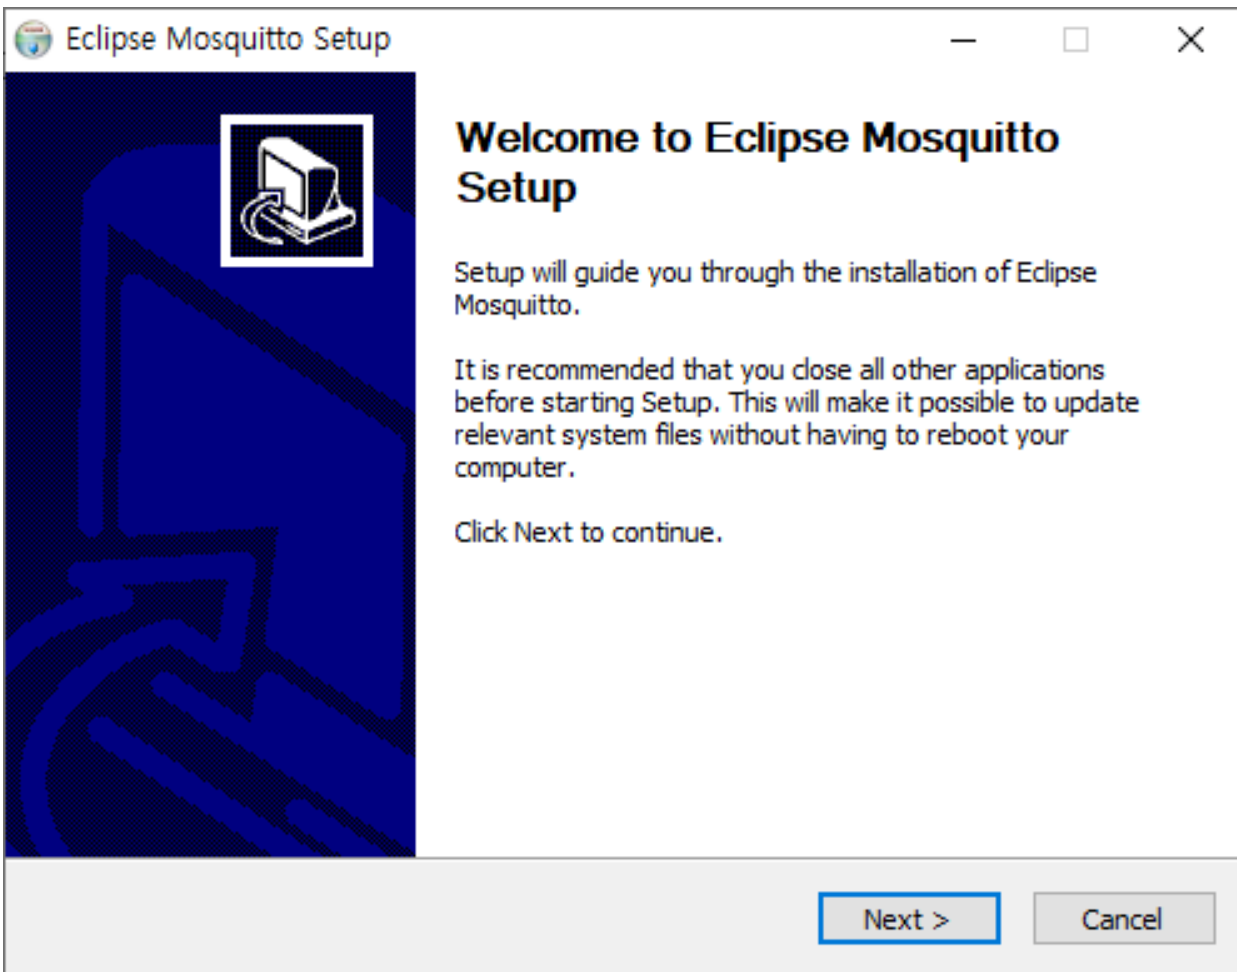 Eclipse Mosquitto Setup
Welcome to Eclipse Mosquitto
Setup
Setup will guide you through the installation of Eclipse
Mosquitto.
It is recommended that you close all other applications
before starting Setup. This will make it possible to update
relevant system files without having to reboot your
computer.
Click Next to continue.
Next >
Cancel